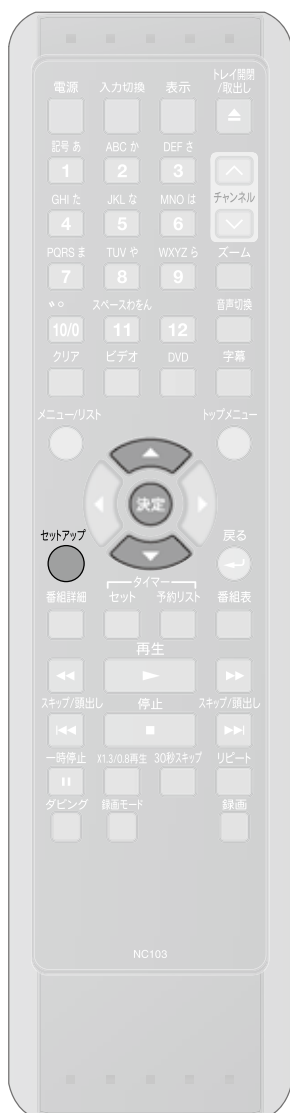 電源 入力切換 表示 トレイ開閉/取出し
記号 あ ABC か DEF さ
1 2 3
GHI た JKL な MNO は チャンネル
4 5 6
PQRS ま TUV や WXYZ ら ズーム
7 8 9
゛゜ スペースわをん 音声切換
10/0 11 12
クリア ビデオ DVD 字幕
メニュー/リスト トップメニュー
決定
セットアップ 戻る
タイマー
番組詳細 セット 予約リスト 番組表
再生
スキップ/頭出し 停止 スキップ/頭出し
一時停止 X1.3/0.8再生 30秒スキップ リピート
ダビング 録画モード 録画
NC103